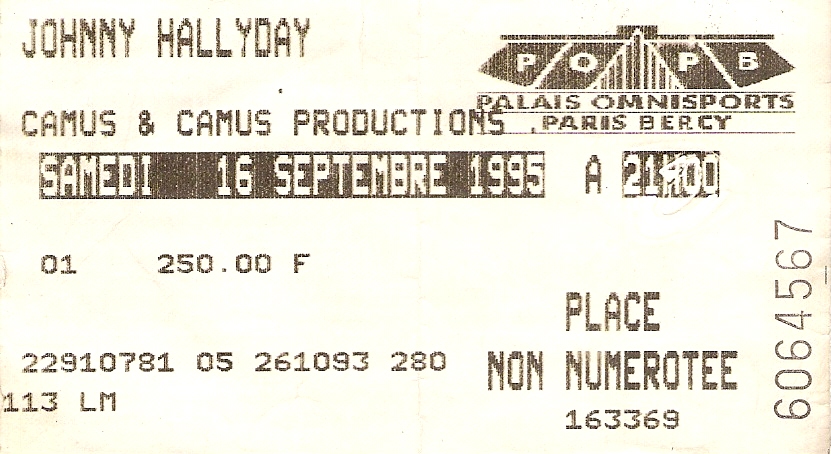 JOHNNY HALLYDAY
POPB
PALAIS OMNISPORTS
PARIS BERCY
CAMUS & CAMUS PRODUCTIONS
SAMEDI 16 SEPTEMBRE 1995 A 21H00
01 250.00 F
PLACE
NON NUMEROTEE
22910781 05 261093 280
113 LM
163369
6064567